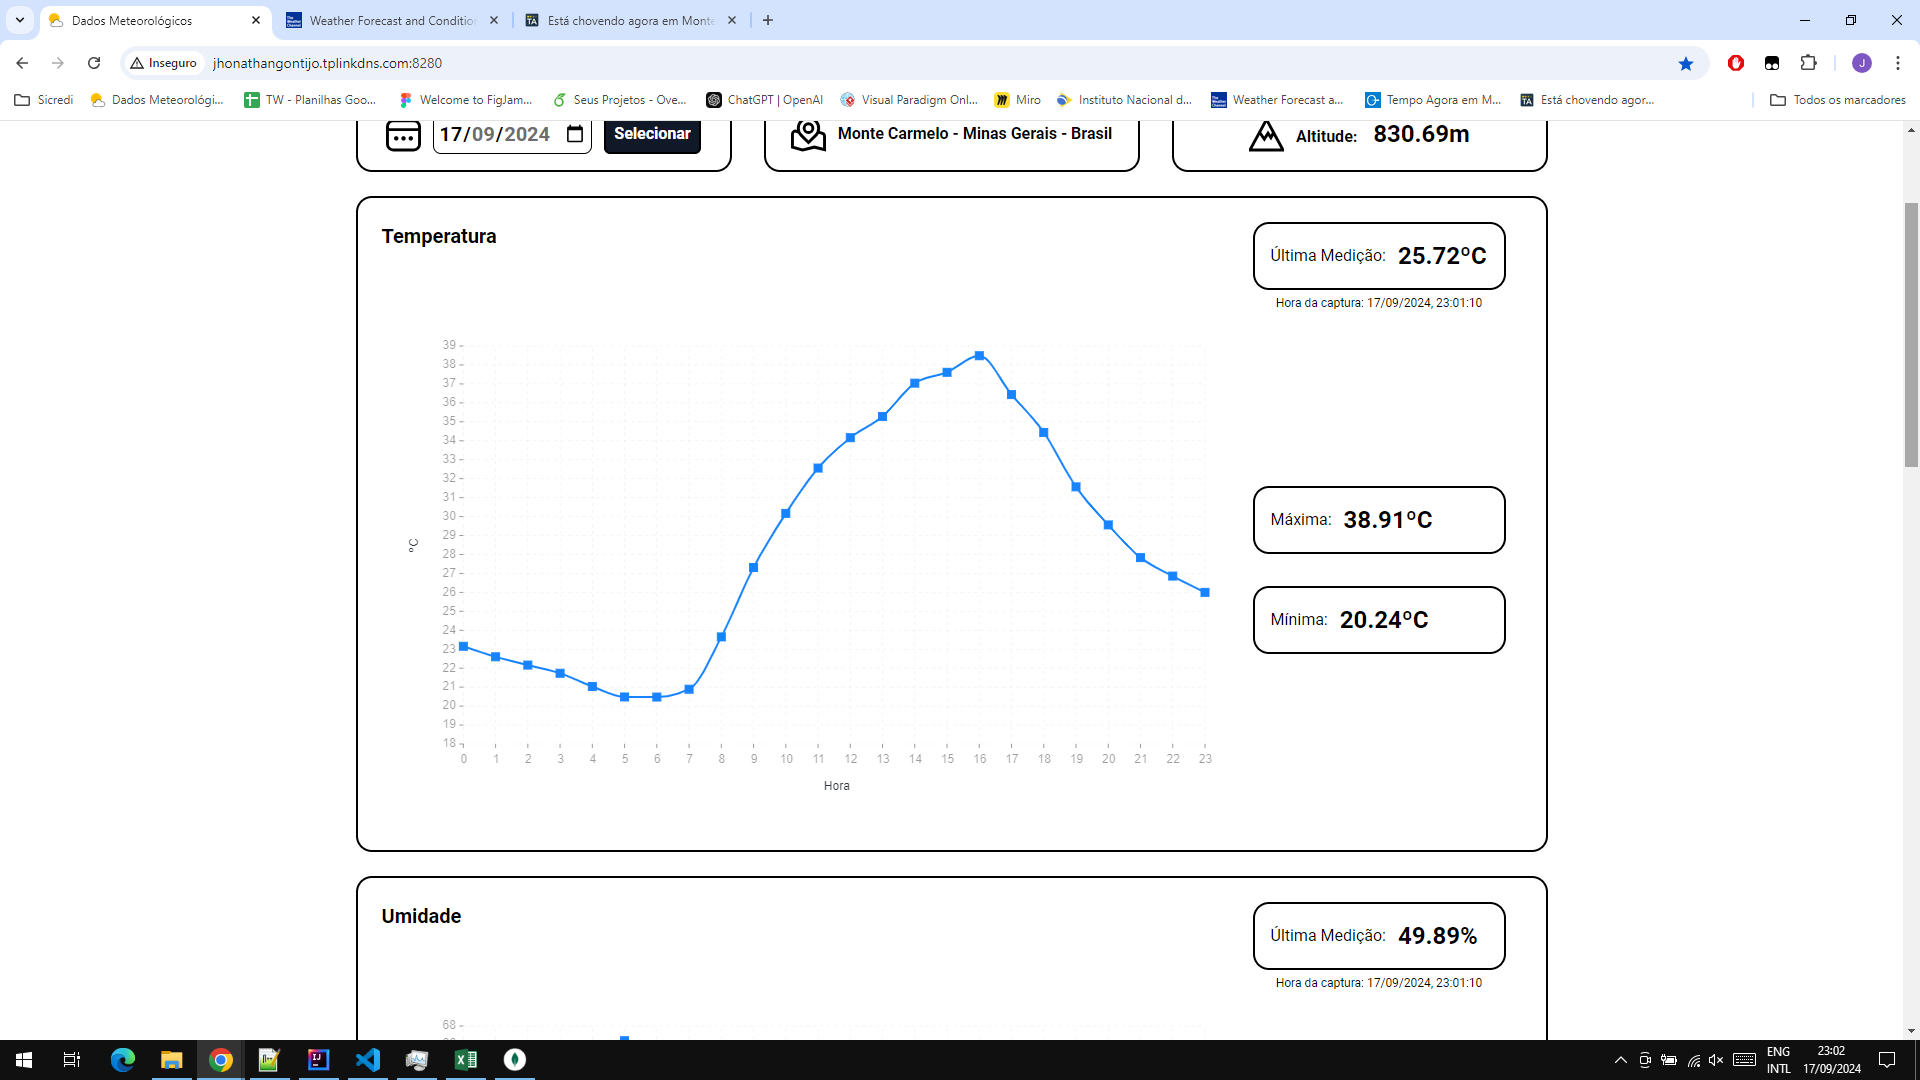 Dados Meteorológicos
Weather Forecast and Conditio
Está chovendo agora em Monte
Inseguro
jhonathangontijo.tplinkdns.com:8280
J
Sicredi
Dados Meteorológi...
TW - Planilhas Goo...
Welcome to FigJam...
Seus Projetos - Ove...
ChatGPT | OpenAI
Visual Paradigm Onl...
Miro
Instituto Nacional d...
Weather Forecast a...
Tempo Agora em M...
Está chovendo agor...
Todos os marcadores
17/09/2024
Selecionar
Monte Carmelo - Minas Gerais - Brasil
Altitude: 830.69m
Temperatura
Última Medição: 25.72ºC
Hora da captura: 17/09/2024, 23:01:10
39
38
37
36
35
34
33
32
31
30
29
28
27
26
25
24
23
22
21
20
19
18
ºC
0 1 2 3 4 5 6 7 8 9 10 11 12 13 14 15 16 17 18 19 20 21 22 23
Hora
Máxima: 38.91ºC
Mínima: 20.24ºC
Umidade
Última Medição: 49.89%
Hora da captura: 17/09/2024, 23:01:10
68
ENG
INTL
23:02
17/09/2024